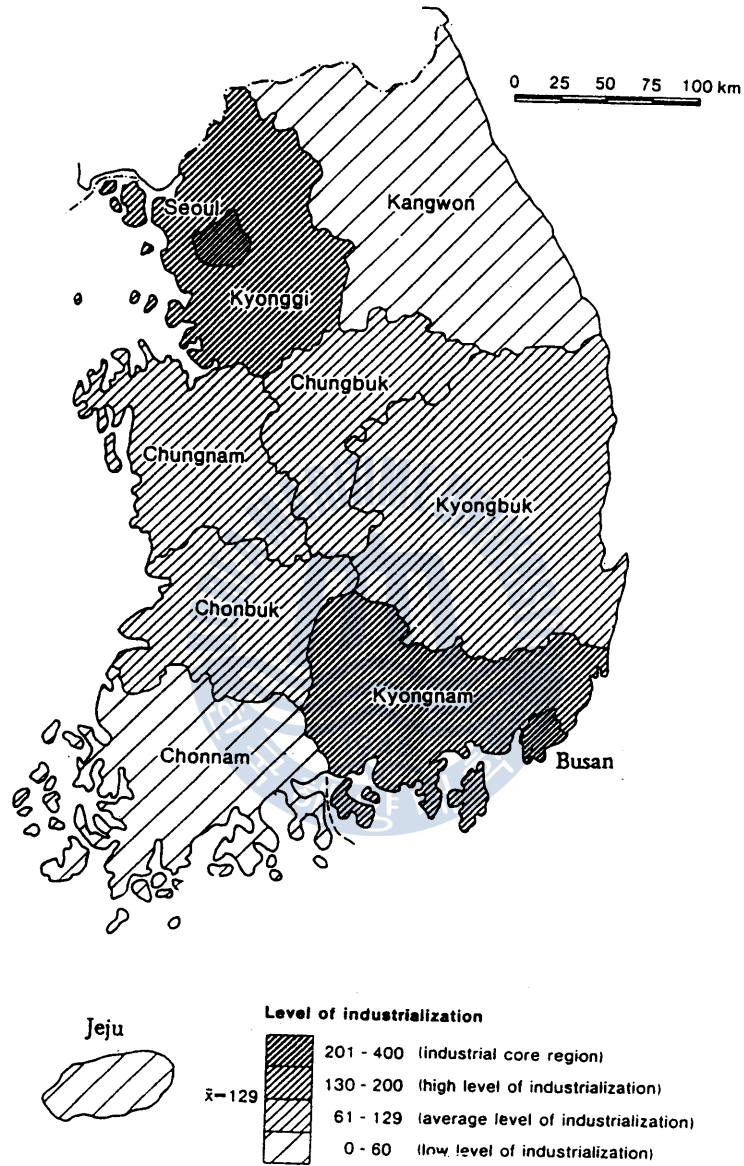 0 25 50 75 100 km
Kangwon
Seoul
Kyonggi
Chungbuk
Chungnam
Kyongbuk
Chonbuk
Kyongnam
Chonnam
Busan
Jeju
Level of industrialization
201 - 400 (industrial core region)
130 - 200 (high level of industrialization)
x̄=129
61 - 129 (average level of industrialization)
0 - 60 (low level of industrialization)